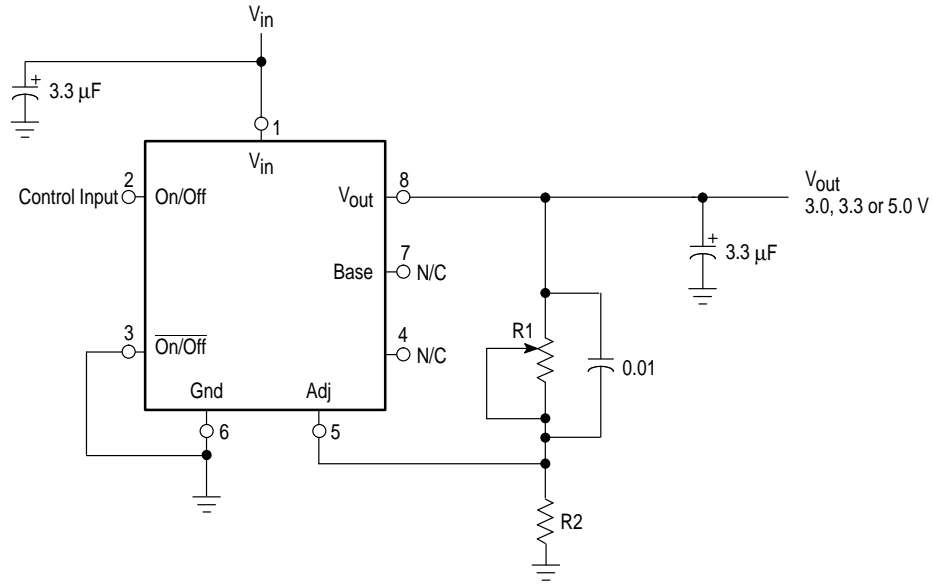 Vin
3.3 μF
1
Vin
2
8
Control Input
On/Off
Vout
Vout
3.0, 3.3 or 5.0 V
3.3 μF
7
Base
N/C
3
4
On/Off
N/C
R1
0.01
Gnd
Adj
6
5
R2